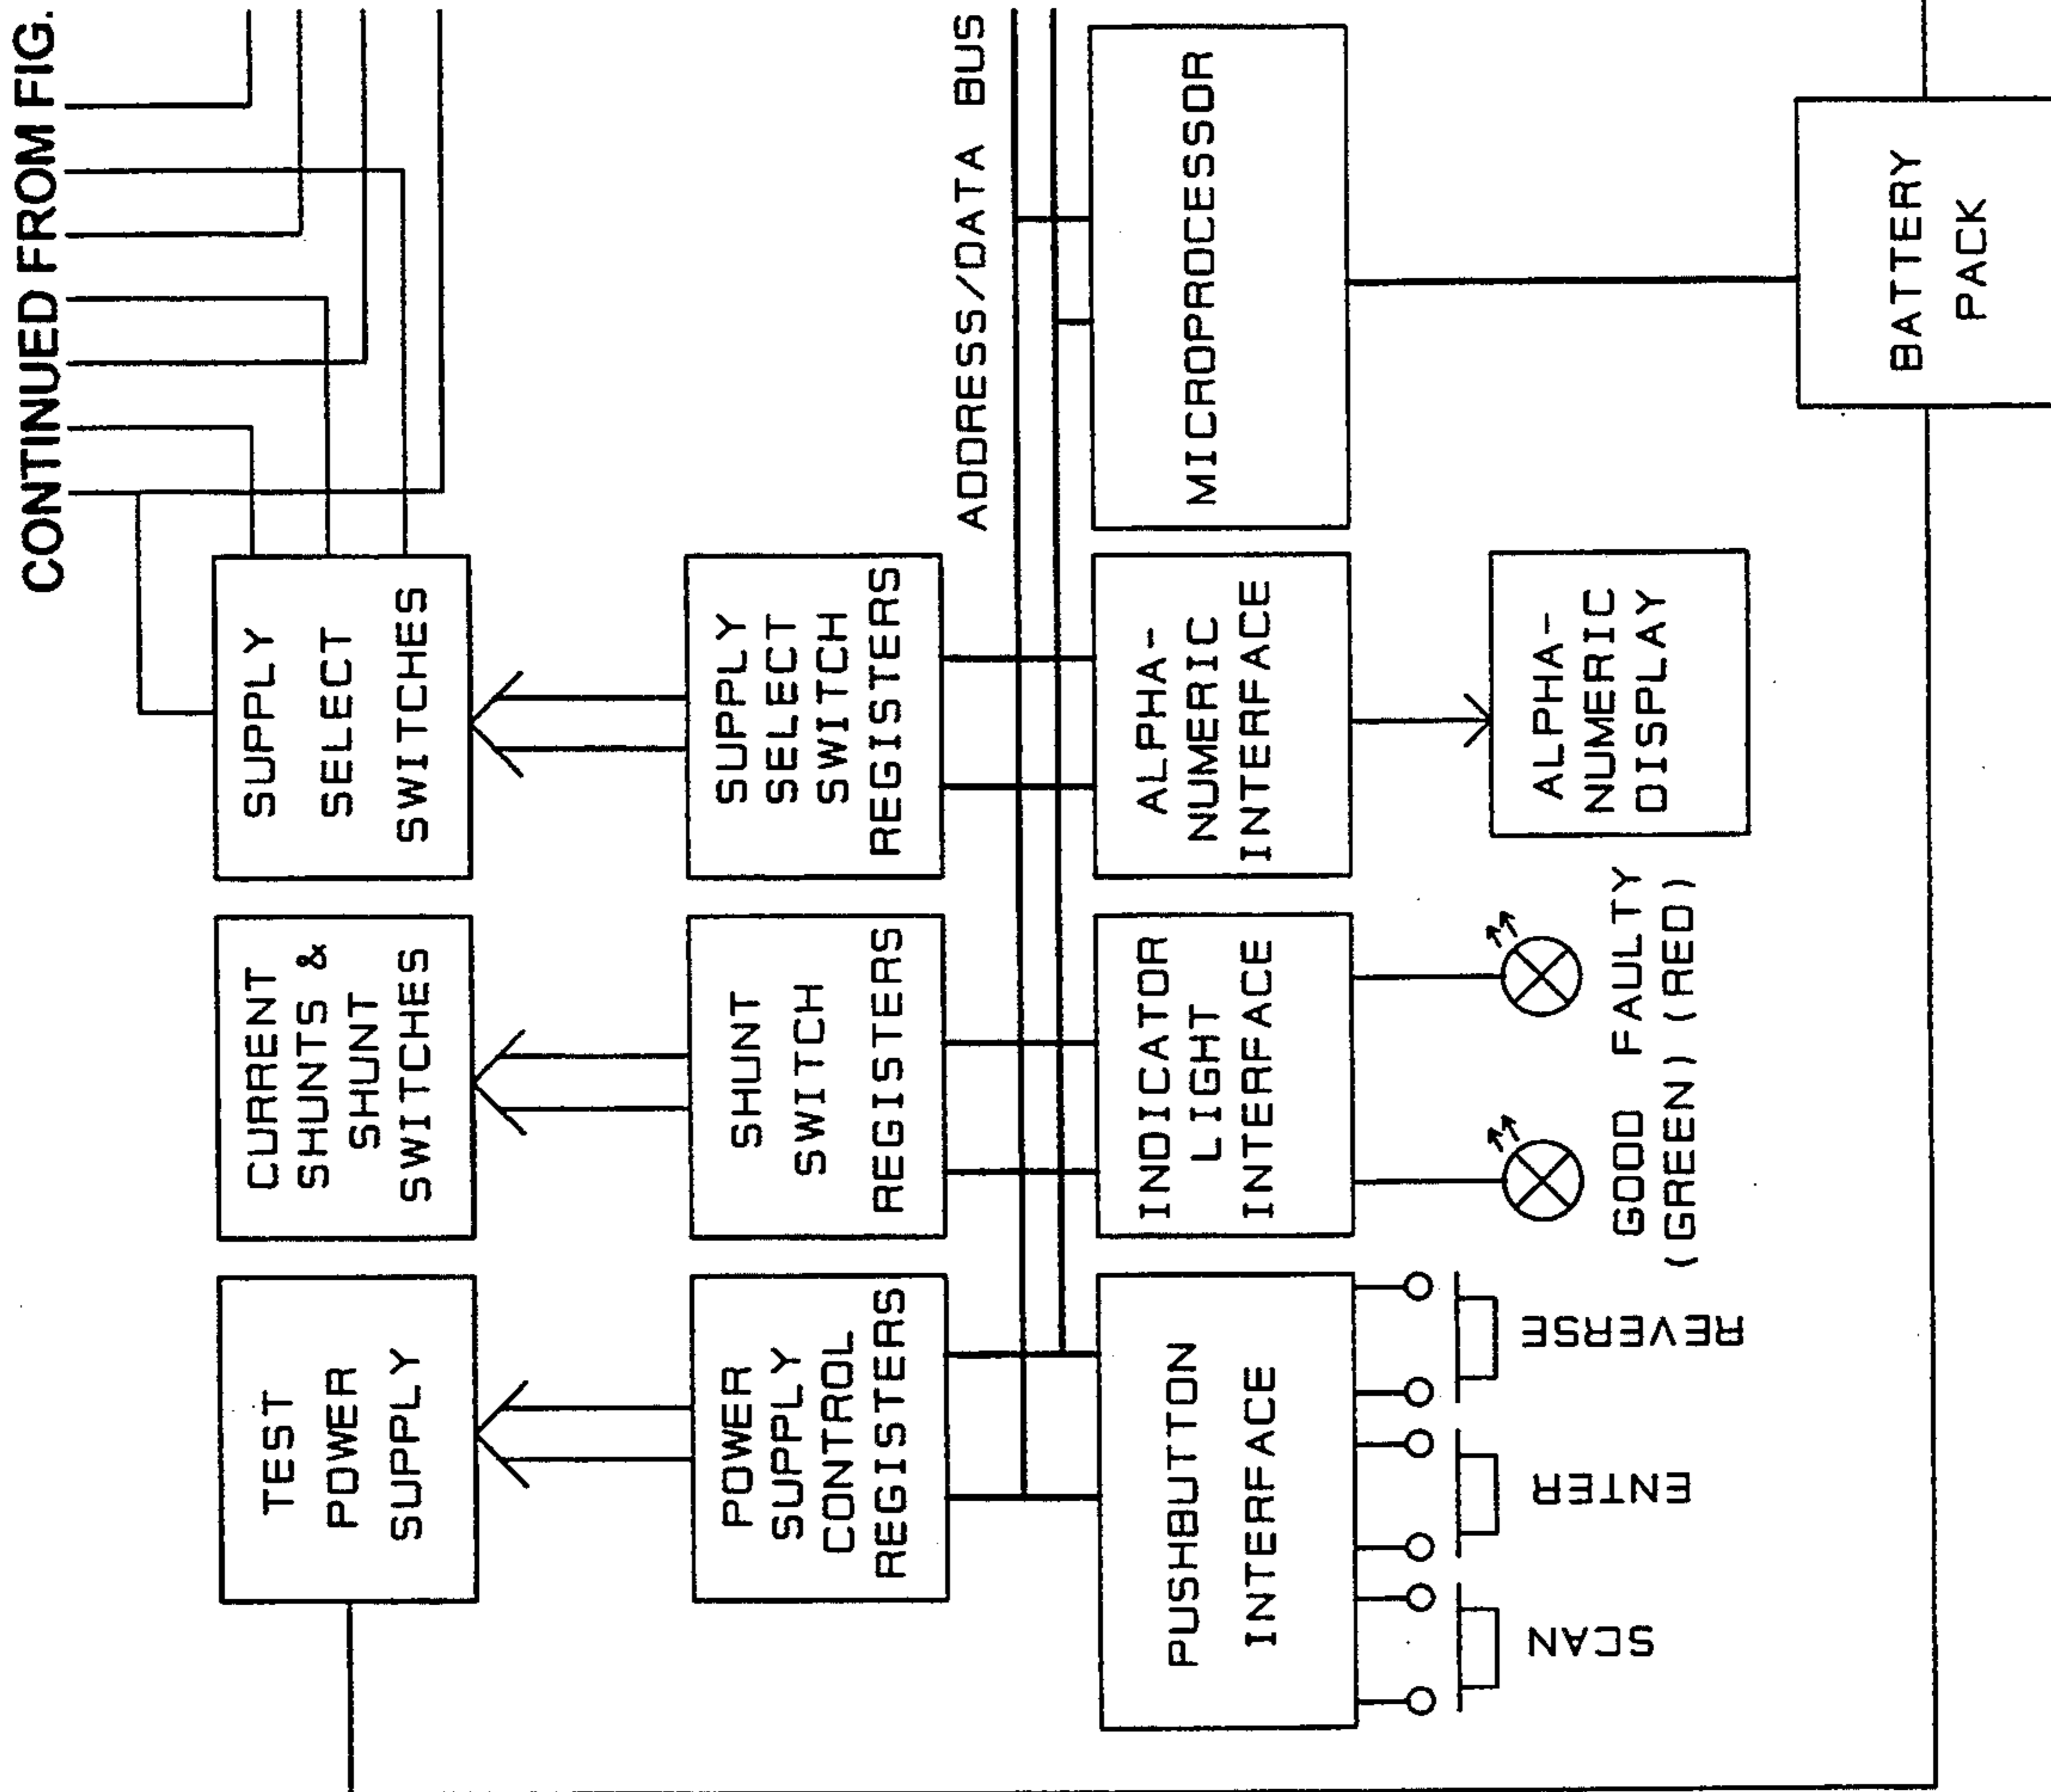 CONTINUED FROM FIG.
SUPPLY
SELECT
SWITCHES
CURRENT
SHUNTS &
SHUNT
SWITCHES
TEST
POWER
SUPPLY
SUPPLY
SELECT
SWITCH
REGISTERS
SHUNT
SWITCH
REGISTERS
POWER
SUPPLY
CONTROL
REGISTERS
ADDRESS/DATA BUS
MICROPROCESSOR
ALPHA-
NUMERIC
INTERFACE
INDICATOR
LIGHT
INTERFACE
PUSHBUTTON
INTERFACE
ALPHA-
NUMERIC
DISPLAY
GOOD FAULTY
(GREEN) (RED)
SCAN
ENTER
REVERSE
BATTERY
PACK